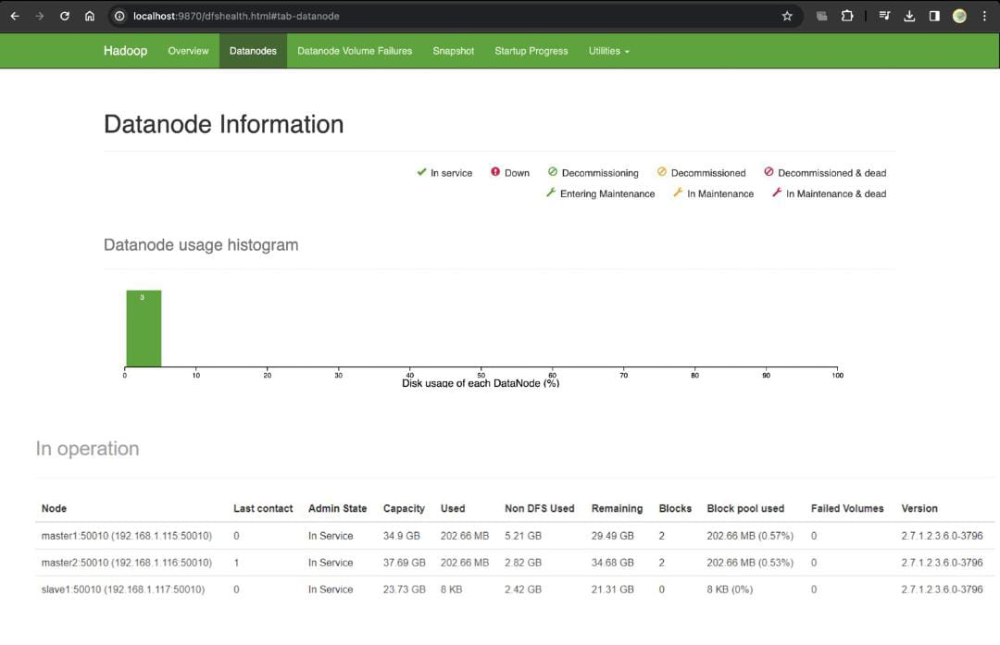 localhost:9870/dfshealth.html#tab-datanode
Hadoop Overview Datanodes Datanode Volume Failures Snapshot Startup Progress Utilities
Datanode Information
In service Down Decommissioning Decommissioned Decommissioned & dead
Entering Maintenance In Maintenance In Maintenance & dead
Datanode usage histogram
3
0 10 20 30 40 50 60 70 80 90 100
Disk usage of each DataNode (%)
In operation
Node Last contact Admin State Capacity Used Non DFS Used Remaining Blocks Block pool used Failed Volumes Version
master1:50010 (192.168.1.115:50010) 0 In Service 34.9 GB 202.66 MB 5.21 GB 29.49 GB 2 202.66 MB (0.57%) 0 2.7.1.2.3.6.0-3796
master2:50010 (192.168.1.116:50010) 1 In Service 37.69 GB 202.66 MB 2.82 GB 34.68 GB 2 202.66 MB (0.53%) 0 2.7.1.2.3.6.0-3796
slave1:50010 (192.168.1.117:50010) 0 In Service 23.73 GB 8 KB 2.42 GB 21.31 GB 0 8 KB (0%) 0 2.7.1.2.3.6.0-3796